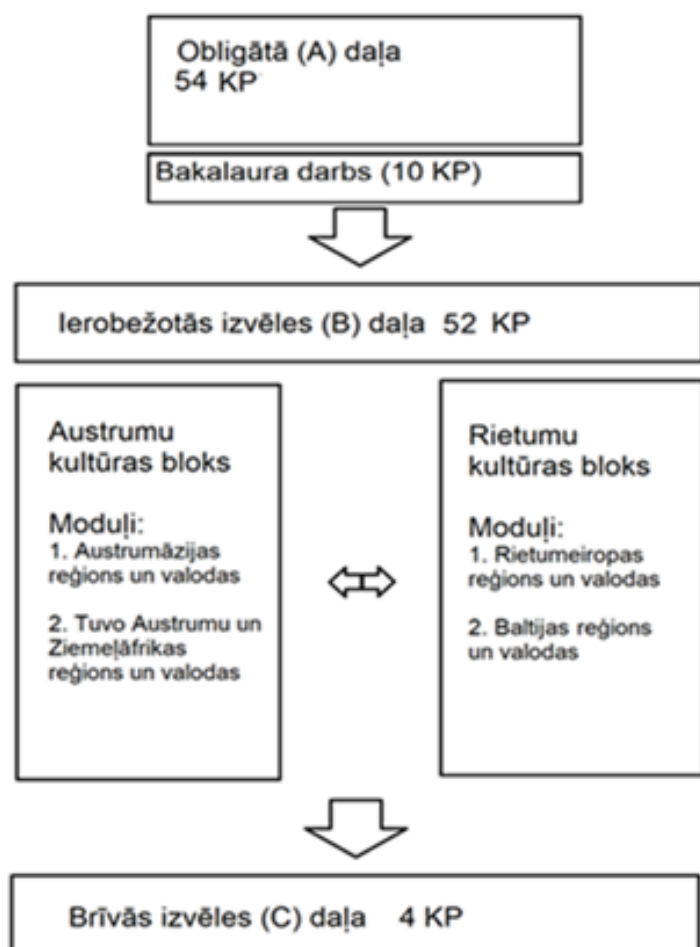 Obligātā (A) daļa
54 KP
Bakalaura darbs (10 KP)
Ierobežotās izvēles (B) daļa 52 KP
Austrumu
kultūras bloks
Moduļi:
1. Austrumāzijas
reģions un valodas
2. Tuvo Austrumu un
Ziemeļāfrikas
reģions un valodas
Rietumu
kultūras bloks
Moduļi:
1. Rietumeiropas
reģions un valodas
2. Baltijas reģions
un valodas
Brīvās izvēles (C) daļa 4 KP